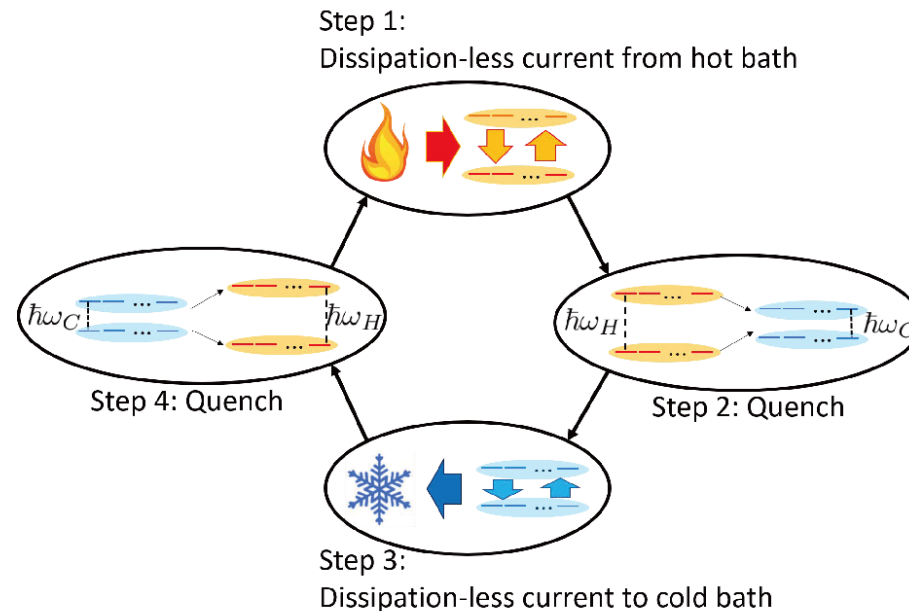 Step 1:
Dissipation-less current from hot bath
...
...
ħω_C
...
...
...
...
ħω_H
Step 4: Quench
ħω_H
...
...
...
...
ħω_C
Step 2: Quench
...
...
Step 3:
Dissipation-less current to cold bath